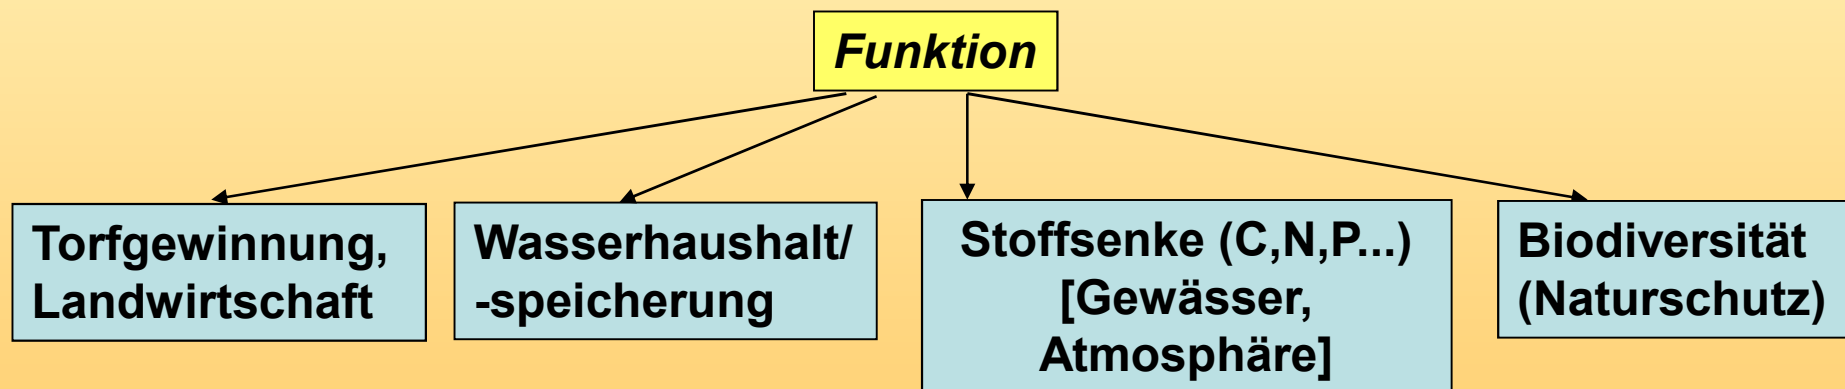 Funktion
Torfgewinnung,
Landwirtschaft
Wasserhaushalt/
-speicherung
Stoffsenke (C,N,P...)
[Gewässer,
Atmosphäre]
Biodiversität
(Naturschutz)